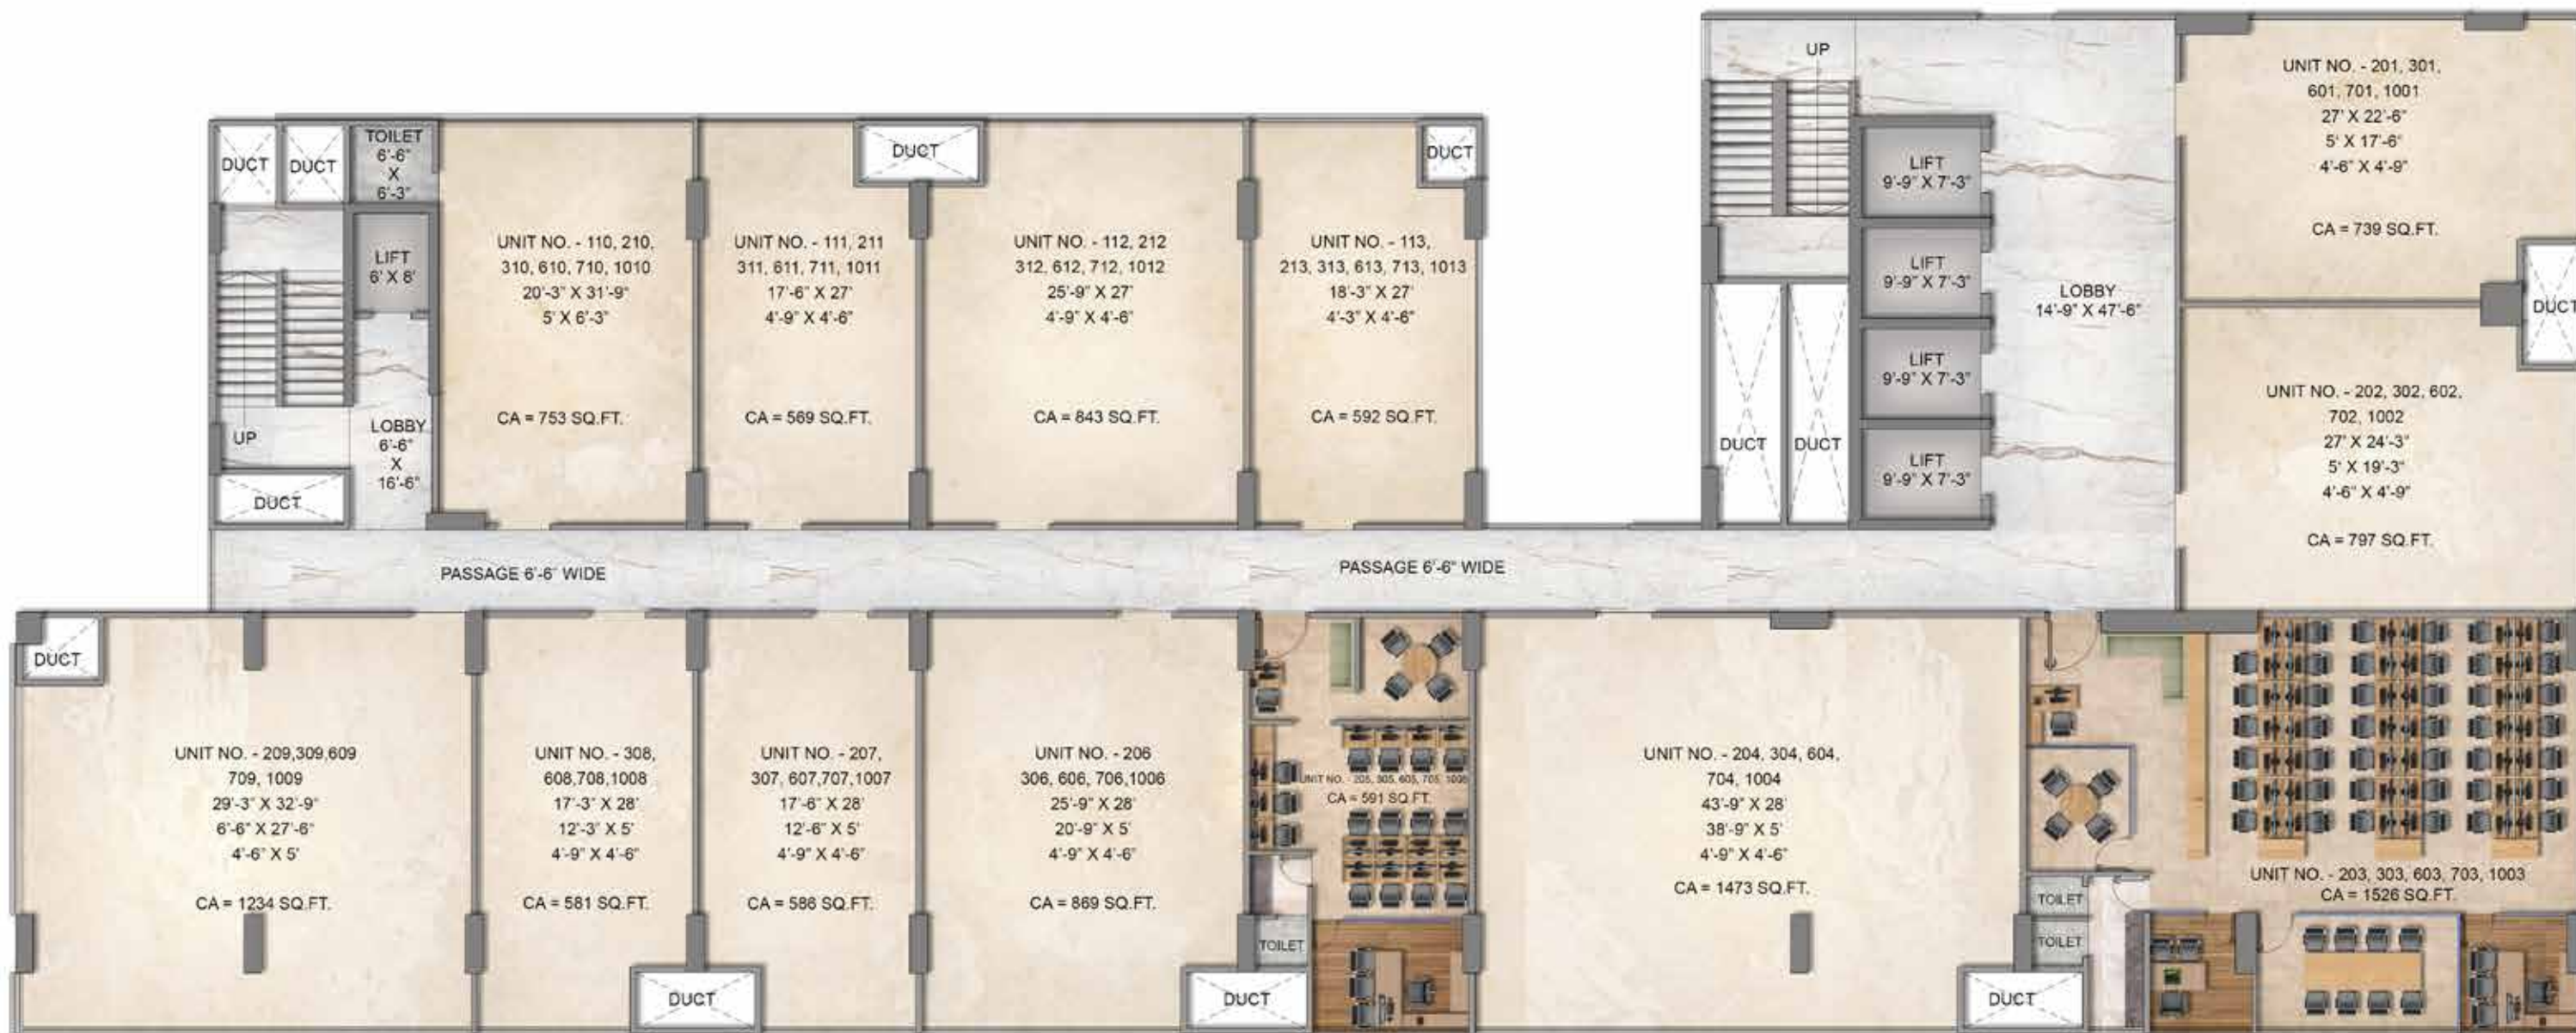 UP
UNIT NO. - 201, 301,
601, 701, 1001
27' X 22'-6"
5' X 17'-6"
4'-6" X 4'-9"
CA = 739 SQ.FT.
DUCT
DUCT
TOILET
6'-6"
X
6'-3"
DUCT
DUCT
LIFT
9'-9" X 7'-3"
LIFT
6' X 8'
UNIT NO. - 110, 210,
310, 610, 710, 1010
20'-3" X 31'-9"
5' X 6'-3"
CA = 753 SQ.FT.
UNIT NO. - 111, 211
311, 611, 711, 1011
17'-6" X 27'
4'-9" X 4'-6"
CA = 569 SQ.FT.
UNIT NO. - 112, 212
312, 612, 712, 1012
25'-9" X 27'
4'-9" X 4'-6"
CA = 843 SQ.FT.
UNIT NO. - 113,
213, 313, 613, 713, 1013
18'-3" X 27'
4'-3" X 4'-6"
CA = 592 SQ.FT.
LIFT
9'-9" X 7'-3"
LIFT
9'-9" X 7'-3"
LIFT
9'-9" X 7'-3"
LOBBY
14'-9" X 47'-6"
DUCT
UNIT NO. - 202, 302, 602,
702, 1002
27' X 24'-3"
5' X 19'-3"
4'-6" X 4'-9"
CA = 797 SQ.FT.
UP
LOBBY
6'-6"
X
16'-6"
DUCT
DUCT
DUCT
PASSAGE 6'-6" WIDE
PASSAGE 6'-6" WIDE
DUCT
UNIT NO. - 209,309,609
709, 1009
29'-3" X 32'-9"
6'-6" X 27'-6"
4'-6" X 5'
CA = 1234 SQ.FT.
UNIT NO. - 308,
608,708,1008
17'-3" X 28'
12'-3" X 5'
4'-9" X 4'-6"
CA = 581 SQ.FT.
UNIT NO. - 207,
307, 607,707,1007
17'-6" X 28'
12'-6" X 5'
4'-9" X 4'-6"
CA = 586 SQ.FT.
UNIT NO. - 206
306, 606, 706,1006
25'-9" X 28'
20'-9" X 5'
4'-9" X 4'-6"
CA = 869 SQ.FT.
UNIT NO. - 205, 305, 605, 705, 1005
CA = 591 SQ.FT.
UNIT NO. - 204, 304, 604,
704, 1004
43'-9" X 28'
38'-9" X 5'
4'-9" X 4'-6"
CA = 1473 SQ.FT.
UNIT NO. - 203, 303, 603, 703, 1003
CA = 1526 SQ.FT.
TOILET
TOILET
TOILET
DUCT
DUCT
DUCT